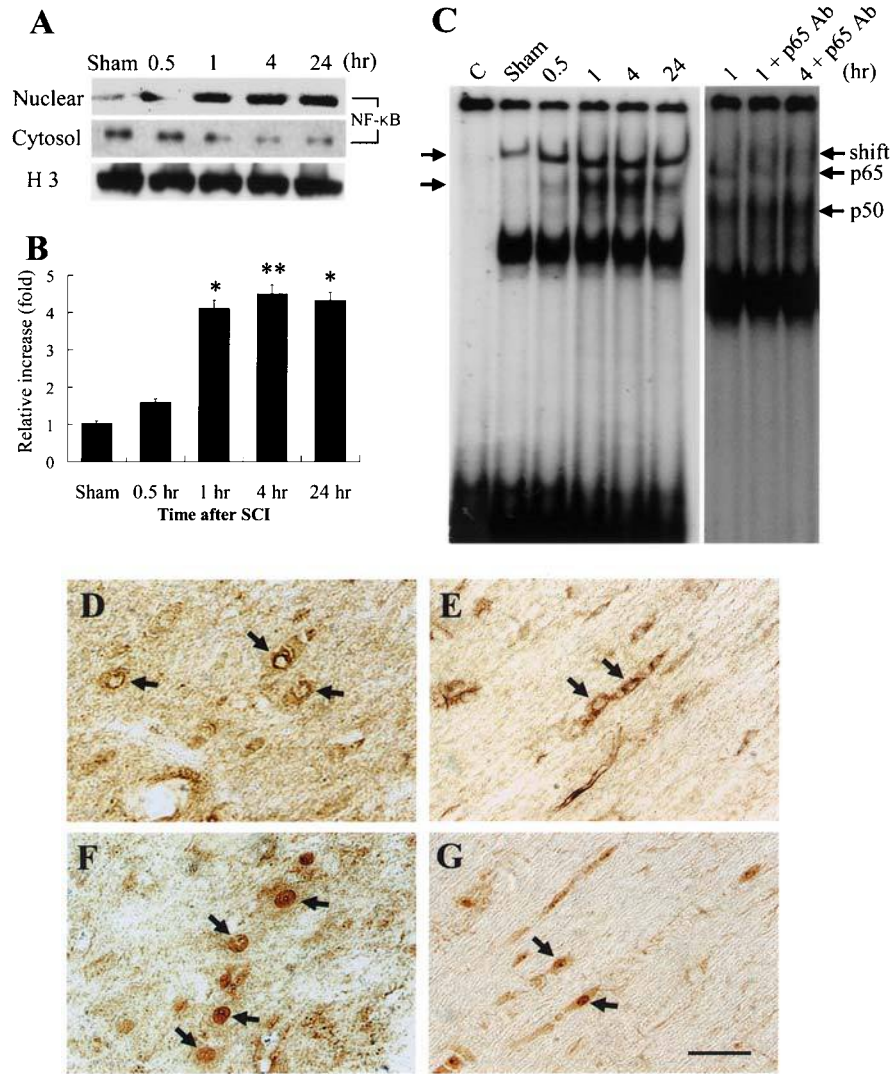 A
Sham 0.5 1 4 24 (hr)
Nuclear
NF-κB
Cytosol
H 3
B
Relative increase (fold)
5
4
3
2
1
0
* ** *
Sham 0.5 hr 1 hr 4 hr 24 hr
Time after SCI
C
C Sham 0.5 1 4 24 1 1 + p65 Ab 4 + p65 Ab (hr)
shift
p65
p50
D
E
F
G